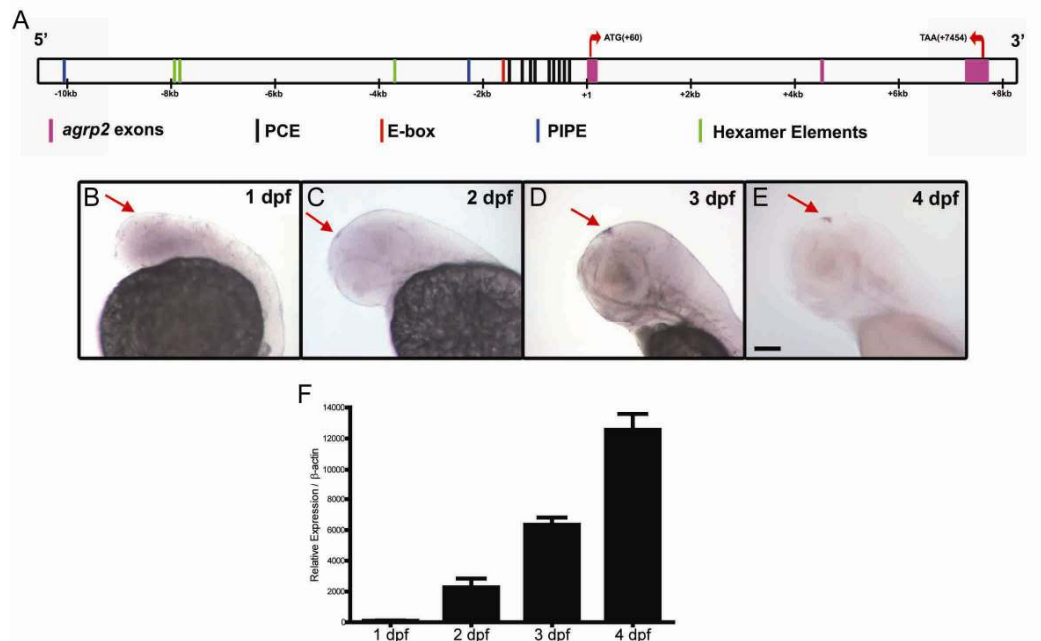 A
5' 3'
ATG(+60) TAA(+7454)
-10kb -8kb -6kb -4kb -2kb +1 +2kb +4kb +6kb +8kb
agrp2 exons PCE E-box PIPE Hexamer Elements
B 1 dpf C 2 dpf D 3 dpf E 4 dpf
F
Relative Expression / β-actin
14000
12000
10000
8000
6000
4000
2000
0
1 dpf 2 dpf 3 dpf 4 dpf